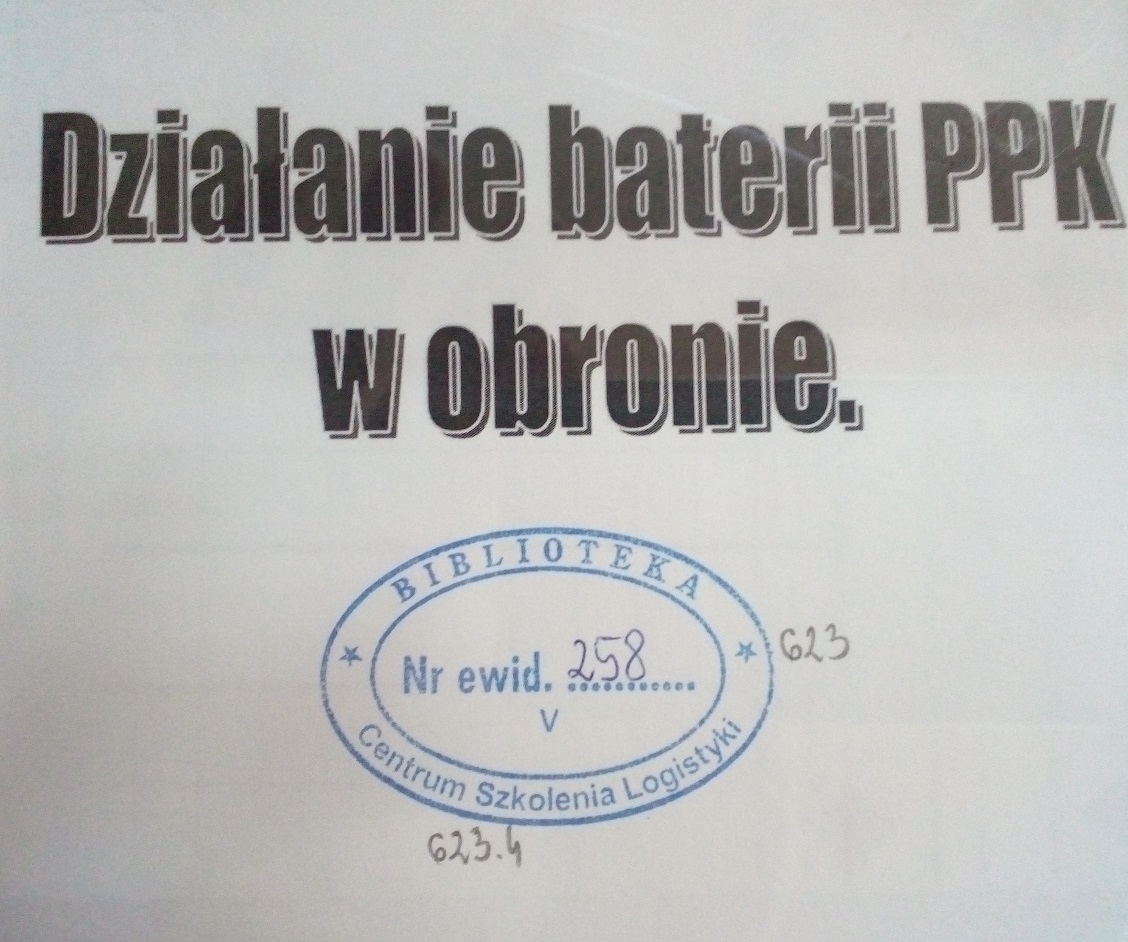 Działanie baterii PPK
w obronie.
BIBLIOTEKA
Nr ewid. 258
V
Centrum Szkolenia Logistyki
623
623.4